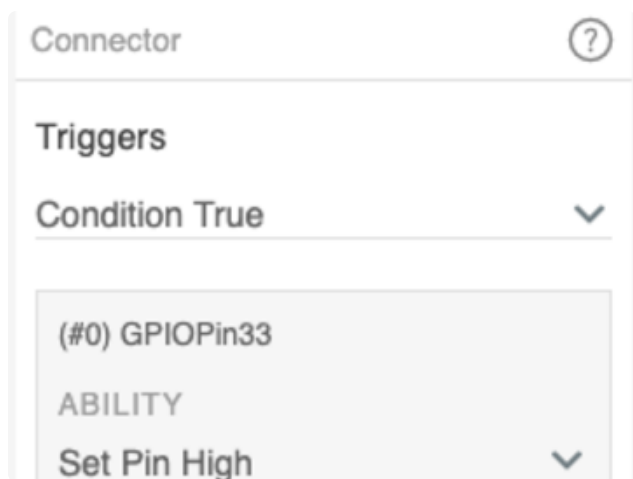 Connector
?
Triggers
Condition True
(#0) GPIOPin33
ABILITY
Set Pin High